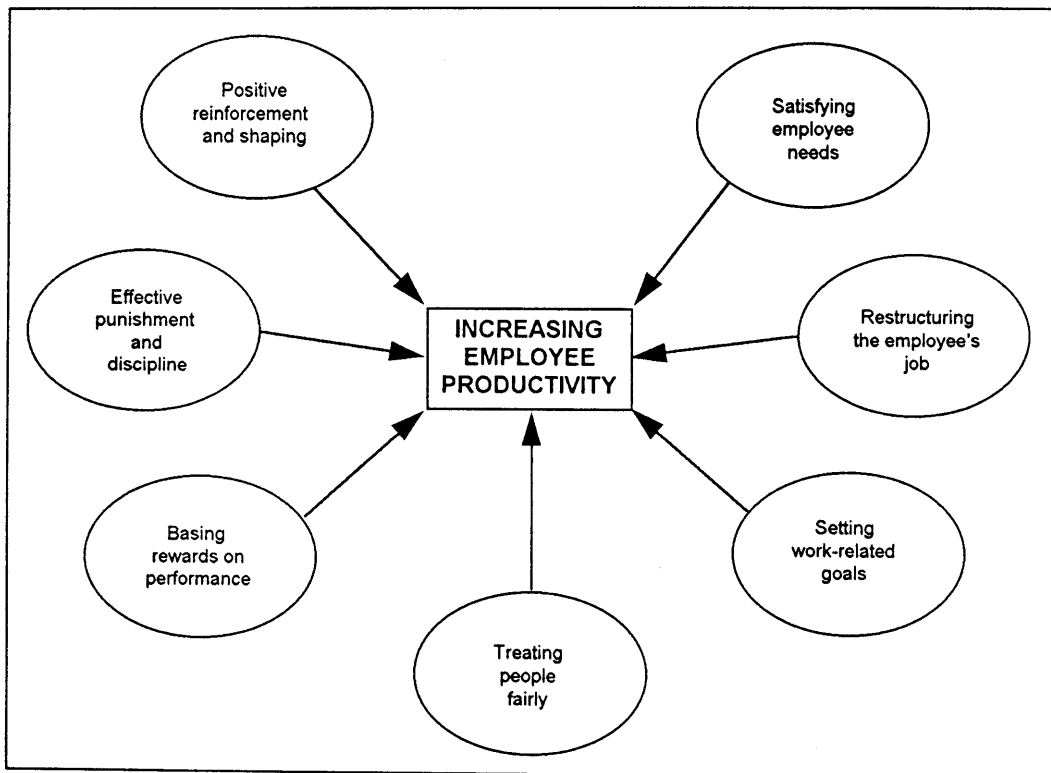 Positive
reinforcement
and shaping
Satisfying
employee
needs
Effective
punishment
and
discipline
INCREASING
EMPLOYEE
PRODUCTIVITY
Restructuring
the employee's
job
Basing
rewards on
performance
Setting
work-related
goals
Treating
people
fairly